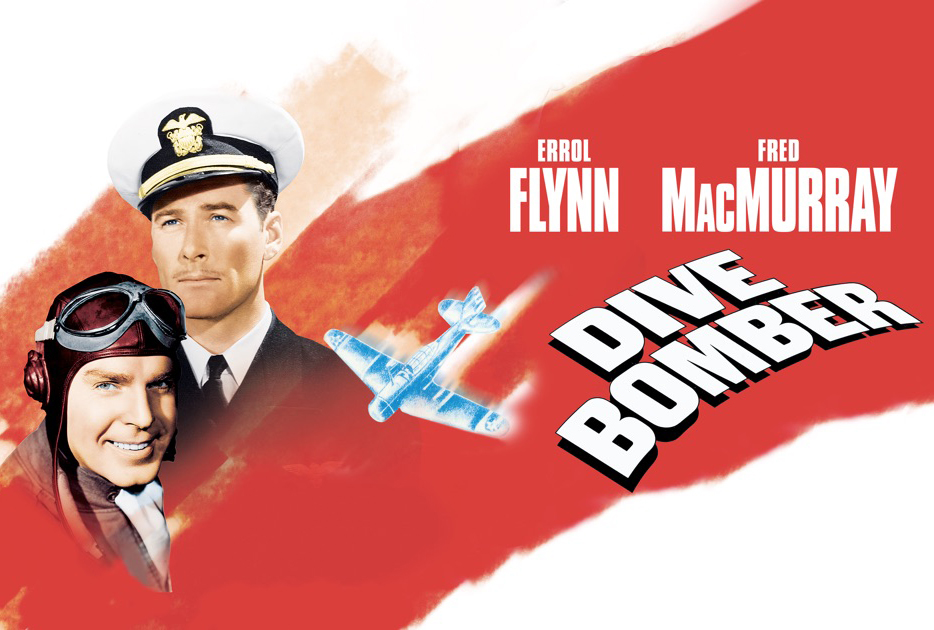 ERROL
FLYNN
FRED
MACMURRAY
DIVE
BOMBER